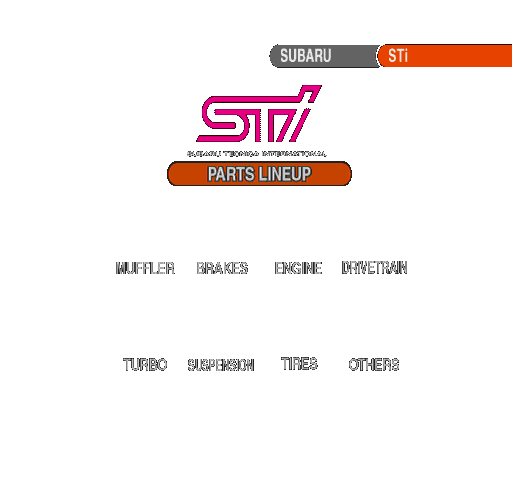 SUBARU STi
STi
SUBARU TECNICA INTERNATIONAL
PARTS LINEUP
MUFFLER BRAKES ENGINE DRIVETRAIN
TURBO SUSPENSION TIRES OTHERS